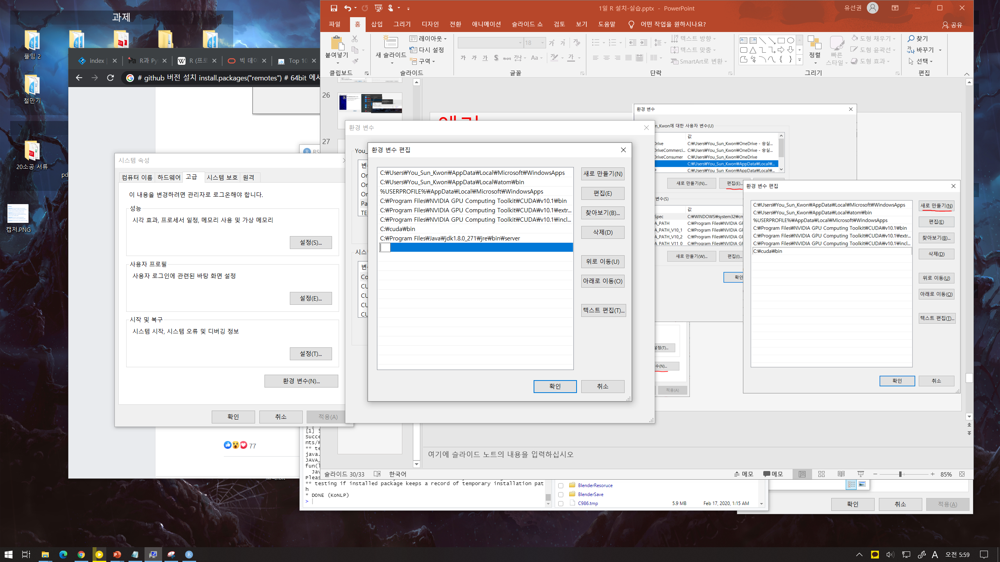 과제
플밍 2
철만기
20소공 서류
pd
캡처.PNG
index
R과 Py
R (프로
빅 데이
Top 10
# github 버전 설치 install.packages("remotes") # 64bit 에서
77
1일 R 설치-실습.pptx - PowerPoint
유선권
파일
홈
삽입
그리기
디자인
전환
애니메이션
슬라이드 쇼
검토
보기
도움말
어떤 작업을 원하시나요?
공유
붙여넣기
클립보드
새 슬라이드
레이아웃
다시 설정
구역
슬라이드
18
가 가 가 S 가나 Aa 가
글꼴
텍스트 방향
텍스트 맞춤
SmartArt로 변환
단락
정렬
빠른 스타일
도형 채우기
도형 윤곽선
도형 효과
그리기
찾기
바꾸기
선택
편집
26
27
RS
시스템 속성
컴퓨터 이름
하드웨어
고급
시스템 보호
원격
이 내용을 변경하려면 관리자로 로그온해야 합니다.
성능
시각 효과, 프로세서 일정, 메모리 사용 및 가상 메모리
설정(S)...
사용자 프로필
사용자 로그인에 관련된 바탕 화면 설정
설정(E)...
시작 및 복구
시스템 시작, 시스템 오류 및 디버깅 정보
설정(T)...
환경 변수(N)...
확인
취소
적용(A)
환경 변수
You_
변수
On
On
On
Pa
TE
시스
변수
Co
CU
CU
CU
CU
환경 변수 편집
C:₩Users₩You_Sun_Kwon₩AppData₩Local₩Microsoft₩WindowsApps
C:₩Users₩You_Sun_Kwon₩AppData₩Local₩atom₩bin
%USERPROFILE%₩AppData₩Local₩Microsoft₩WindowsApps
C:₩Program Files₩NVIDIA GPU Computing Toolkit₩CUDA₩v10.1₩bin
C:₩Program Files₩NVIDIA GPU Computing Toolkit₩CUDA₩v10.1₩extr...
C:₩Program Files₩NVIDIA GPU Computing Toolkit₩CUDA₩v10.1₩incl...
C:₩cuda₩bin
C:₩Program Files₩Java₩jdk1.8.0_271₩jre₩bin₩server
새로 만들기(N)
편집(E)
찾아보기(B)...
삭제(D)
위로 이동(U)
아래로 이동(O)
텍스트 편집(T)...
확인
취소
환경 변수
n_Kwon에 대한 사용자 변수(U)
값
Drive C:₩Users₩You_Sun_Kwon₩OneDrive - 숭실...
DriveCommerci... C:₩Users₩You_Sun_Kwon₩OneDrive - 숭실...
DriveConsumer C:₩Users₩You_Sun_Kwon₩OneDrive
C:₩Users₩You_Sun_Kwon₩AppData₩Local₩...
P C:₩Users₩You_Sun_Kwon₩AppData₩Local₩...
새로 만들기(N)...
편집(E)...
변수(S)
값
Spec C:₩WINDOWS₩system32₩cm
A_PATH C:₩Program Files₩NVIDIA GF
A_PATH_V10_1 C:₩Program Files₩NVIDIA GF
A_PATH_V10_2 C:₩Program Files₩NVIDIA GF
A_PATH_V11_0 C:₩Program Files₩NVIDIA GF
새로 만들기(W)...
편집(I)...
확인
설정(T)...
수(N)...
적용(A)
환경 변수 편집
C:₩Users₩You_Sun_Kwon₩AppData₩Local₩Microsoft₩WindowsApps
C:₩Users₩You_Sun_Kwon₩AppData₩Local₩atom₩bin
%USERPROFILE%₩AppData₩Local₩Microsoft₩WindowsApps
C:₩Program Files₩NVIDIA GPU Computing Toolkit₩CUDA₩v10.1₩bin
C:₩Program Files₩NVIDIA GPU Computing Toolkit₩CUDA₩v10.1₩extr...
C:₩Program Files₩NVIDIA GPU Computing Toolkit₩CUDA₩v10.1₩incl...
C:₩cuda₩bin
새로 만들기(N)
편집(E)
찾아보기(B)...
삭제(D)
위로 이동(U)
아래로 이동(O)
텍스트 편집(T)...
확인
취소
여기에 슬라이드 노트의 내용을 입력하십시오
슬라이드 30/33
한국어
메모
메모
85%
[1] 5
Succe
nts/R
** te
java.
JAVA_
fun(l
Jav
Pleas
** testing if installed package keeps a record of temporary installation pat
h
* DONE (KoNLP)
>
BlenderResoruce
BlenderSave
C986.tmp 5.9 MB Feb 17, 2020, 1:15 AM
확인
취소
적용(A)
A
오전 5:59